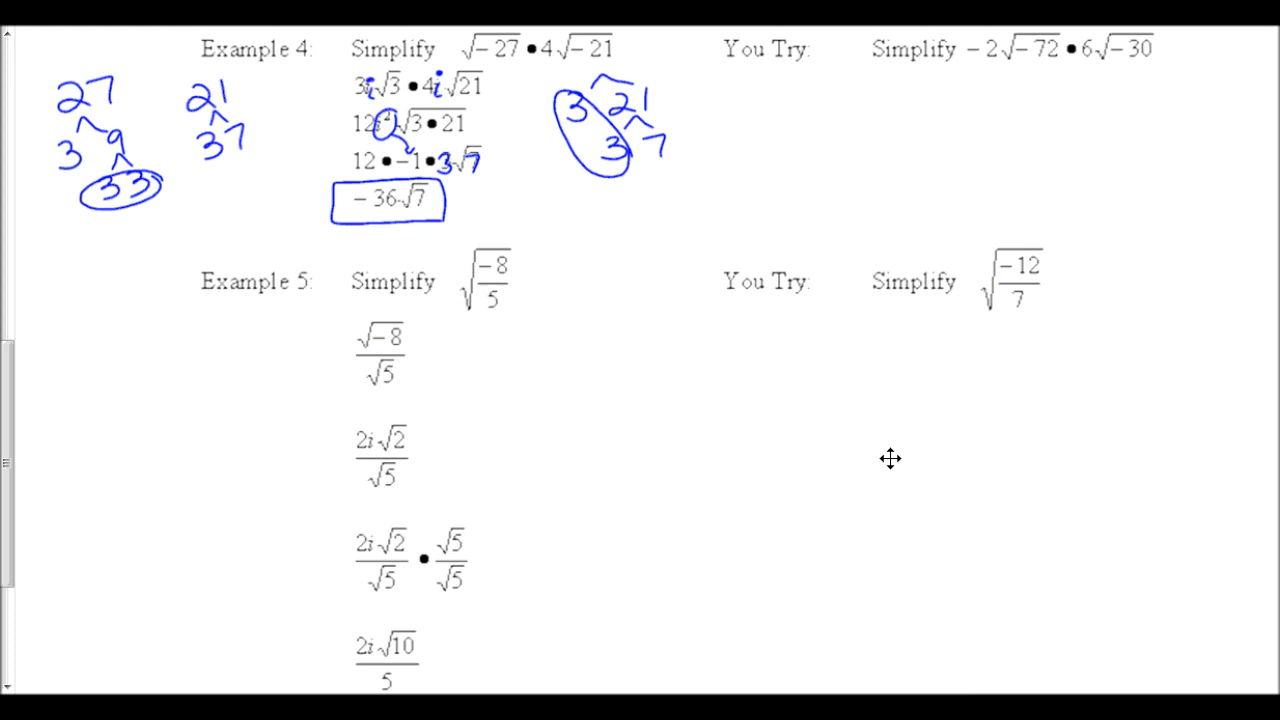 Example 4: Simplify √-27 • 4√-21 You Try: Simplify -2√-72 • 6√-30
27 21 3i√3 • 4i√21 3 21
3 9 3 7 12i²√3 • 21 3 7
3 3 12 • -1 • 3√7
-36√7
Example 5: Simplify √(-8/5) You Try: Simplify √(-12/7)
√-8/√5
2i√2/√5
2i√2/√5 • √5/√5
2i√10/5